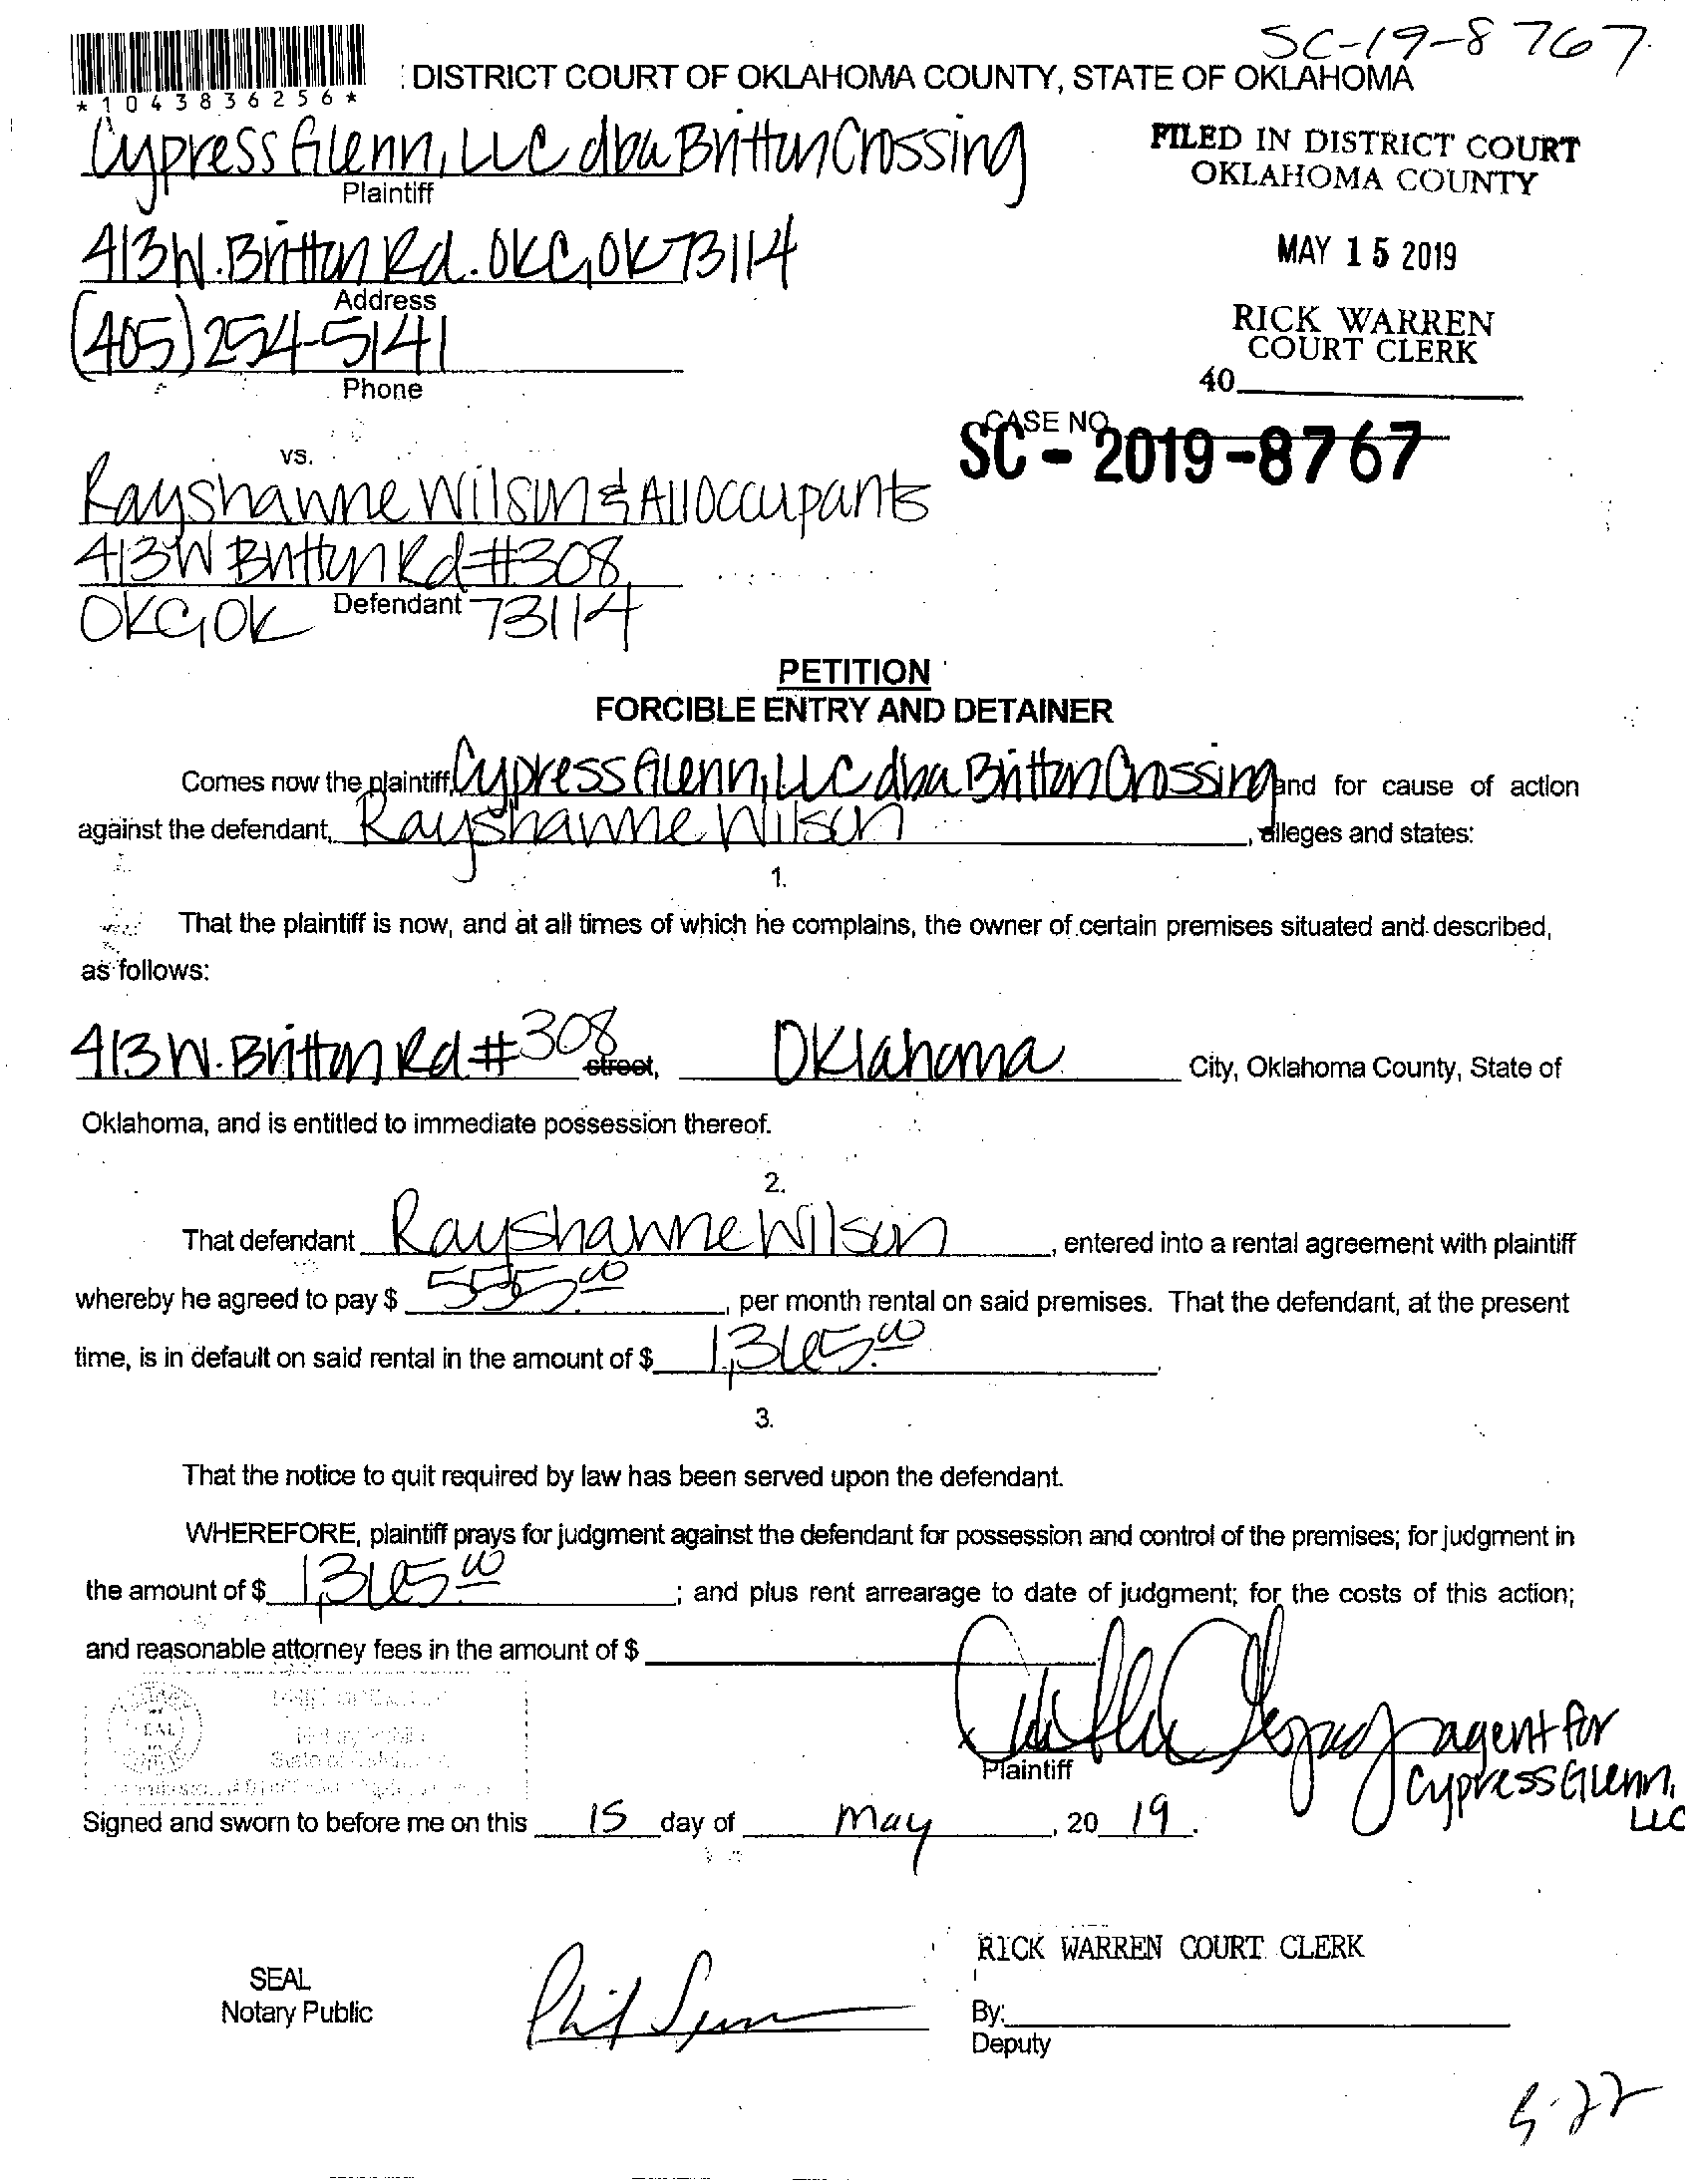 SC-19-8767
*1043836256*
DISTRICT COURT OF OKLAHOMA COUNTY, STATE OF OKLAHOMA
Cypress Glenn, LLC dba Britton Crossing
Plaintiff
FILED IN DISTRICT COURT
OKLAHOMA COUNTY
413 W. Britton Rd. OKC, OK 73114
Address
MAY 15 2019
(405) 254-5141
Phone
RICK WARREN
COURT CLERK
40
CASE NO.
SC - 2019-8767
vs.
Rayshawne Wilson & All Occupants
413 W Britton Rd #308
Defendant
OKC, OK 73114
PETITION
FORCIBLE ENTRY AND DETAINER
Comes now the plaintiff, Cypress Glenn, LLC dba Britton Crossing and for cause of action
against the defendant, Rayshawne Wilson, alleges and states:
1.
That the plaintiff is now, and at all times of which he complains, the owner of certain premises situated and described,
as follows:
413 W. Britton Rd # 308 street, Oklahoma City, Oklahoma County, State of
Oklahoma, and is entitled to immediate possession thereof.
2.
That defendant Rayshawne Wilson, entered into a rental agreement with plaintiff
whereby he agreed to pay $ 555.00, per month rental on said premises. That the defendant, at the present
time, is in default on said rental in the amount of $ 1,365.00.
3.
That the notice to quit required by law has been served upon the defendant.
WHEREFORE, plaintiff prays for judgment against the defendant for possession and control of the premises; for judgment in
the amount of $ 1,365.00; and plus rent arrearage to date of judgment; for the costs of this action;
and reasonable attorney fees in the amount of $
agent for
Cypress Glenn,
LLC
Plaintiff
SEAL
Signed and sworn to before me on this 15 day of May, 20 19.
RICK WARREN COURT CLERK
SEAL
Notary Public
By:
Deputy
5-22